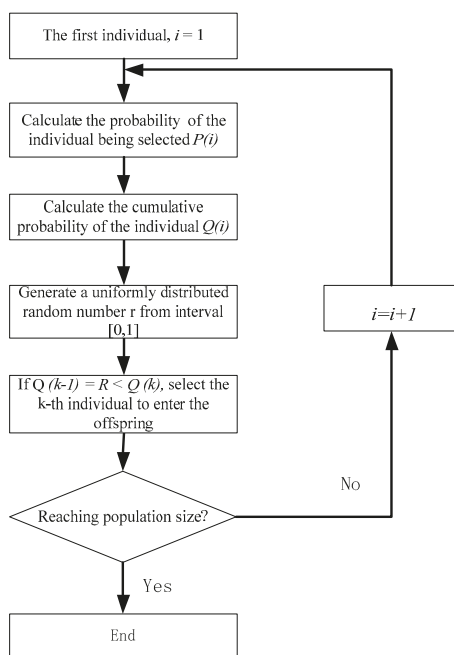 The first individual, i = 1
Calculate the probability of the
individual being selected P(i)
Calculate the cumulative
probability of the individual Q(i)
Generate a uniformly distributed
random number r from interval
[0,1]
i=i+1
If Q (k-1) = R < Q (k), select the
k-th individual to enter the
offspring
No
Reaching population size?
Yes
End